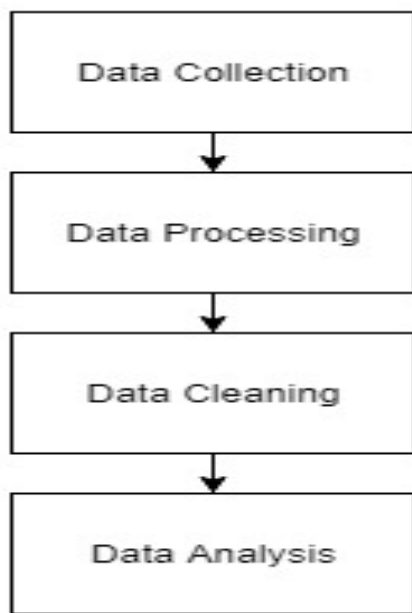 Data Collection
Data Processing
Data Cleaning
Data Analysis